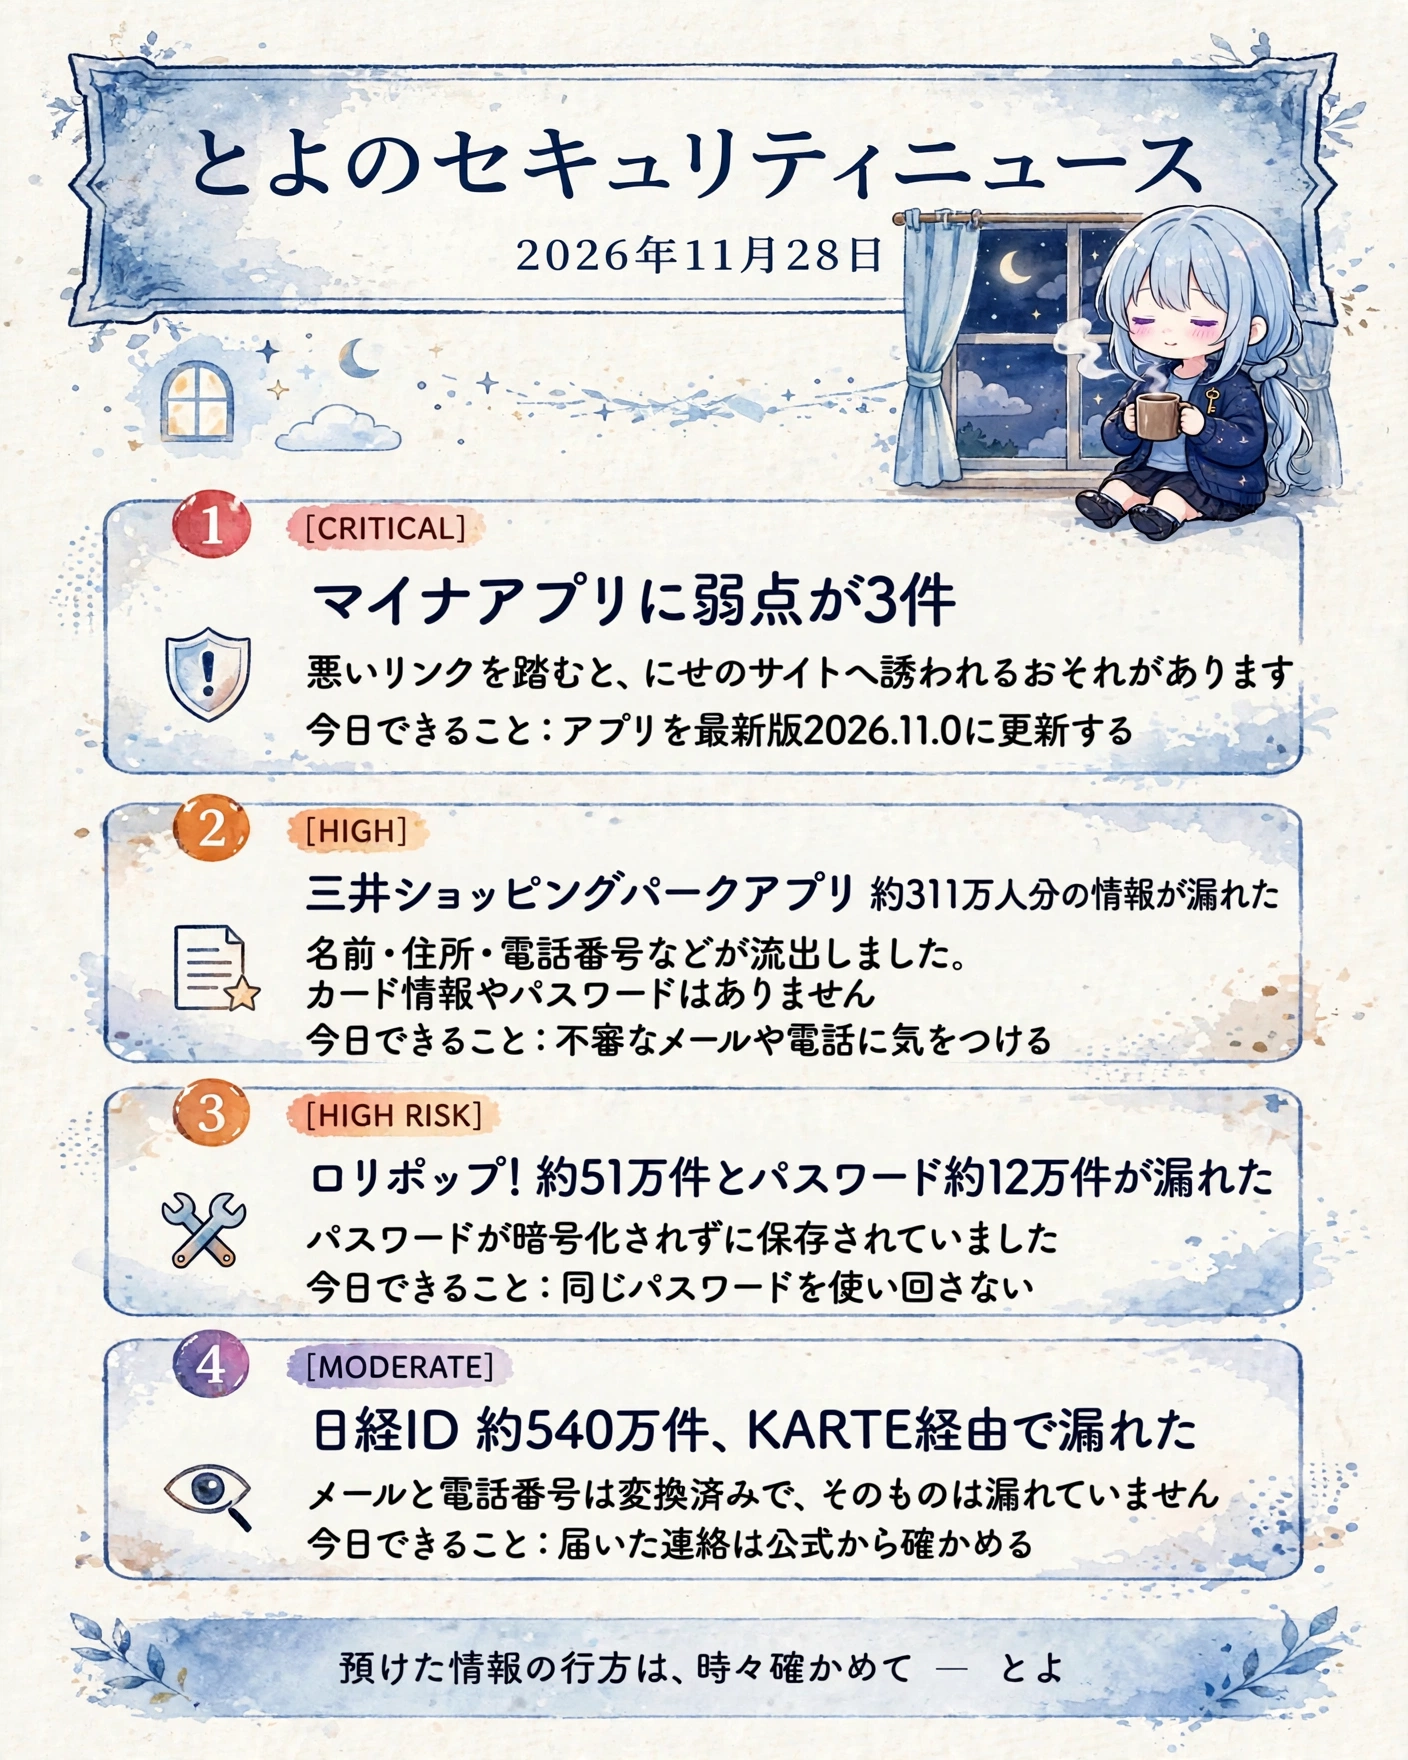 とよのセキュリティニュース
2026年11月28日
1
[CRITICAL]
マイナアプリに弱点が3件
悪いリンクを踏むと、にせのサイトへ誘われるおそれがあります
今日できること：アプリを最新版2026.11.0に更新する
2
[HIGH]
三井ショッピングパークアプリ 約311万人分の情報が漏れた
名前・住所・電話番号などが流出しました。
カード情報やパスワードはありません
今日できること：不審なメールや電話に気をつける
3
[HIGH RISK]
ロリポップ! 約51万件とパスワード約12万件が漏れた
パスワードが暗号化されずに保存されていました
今日できること：同じパスワードを使い回さない
4
[MODERATE]
日経ID 約540万件、KARTE経由で漏れた
メールと電話番号は変換済みで、そのものは漏れていません
今日できること：届いた連絡は公式から確かめる
預けた情報の行方は、時々確かめて — とよ